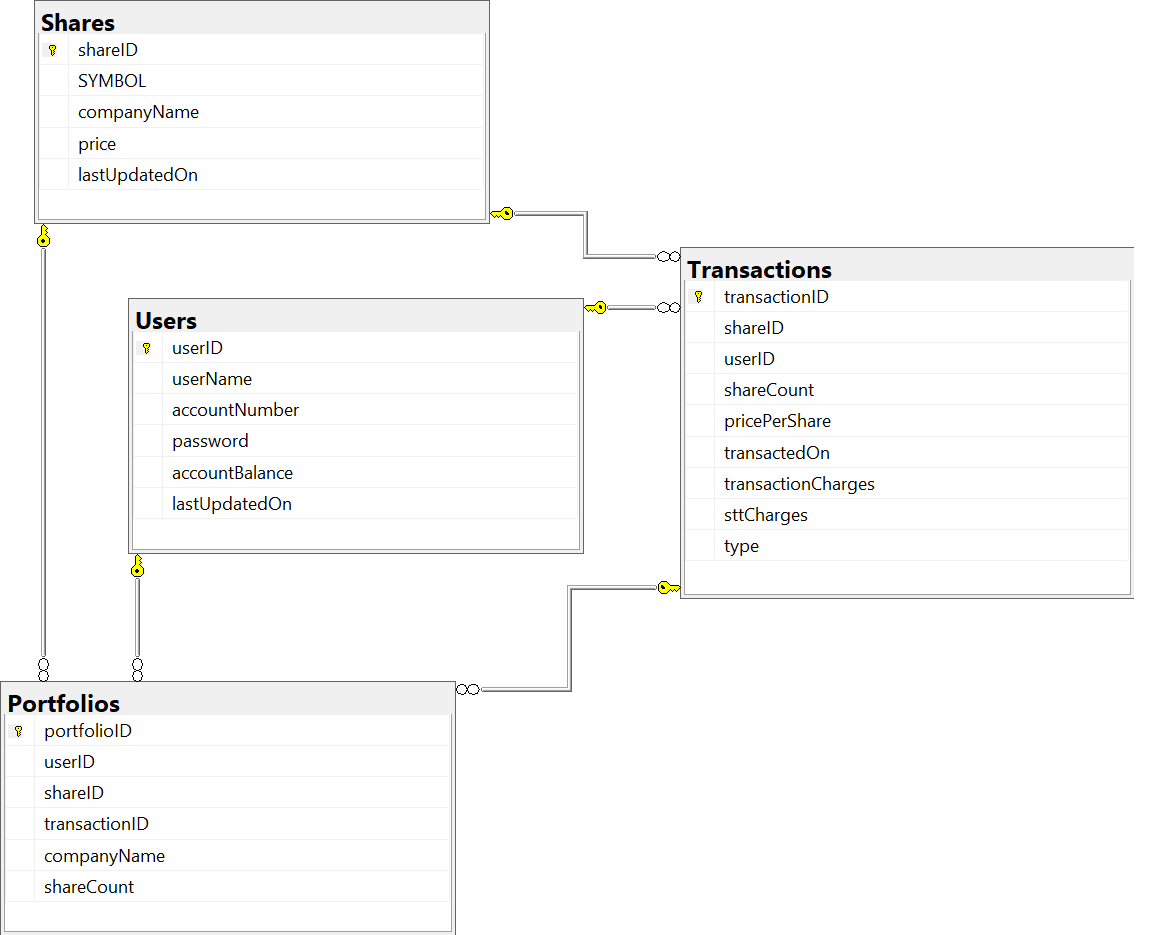 Shares
shareID
SYMBOL
companyName
price
lastUpdatedOn
Users
userID
userName
accountNumber
password
accountBalance
lastUpdatedOn
Transactions
transactionID
shareID
userID
shareCount
pricePerShare
transactedOn
transactionCharges
sttCharges
type
Portfolios
portfolioID
userID
shareID
transactionID
companyName
shareCount